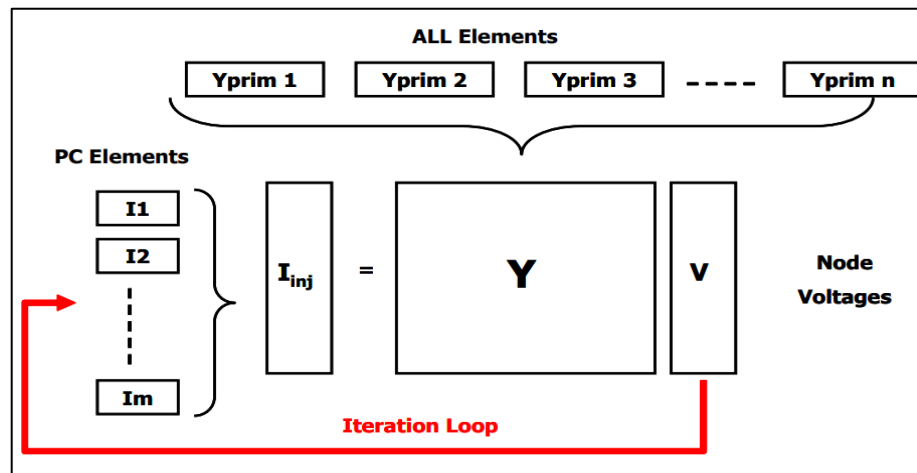 ALL Elements
Yprim 1 Yprim 2 Yprim 3 Yprim n
PC Elements
I1
I2
Im
Iinj = Y V
Node
Voltages
Iteration Loop